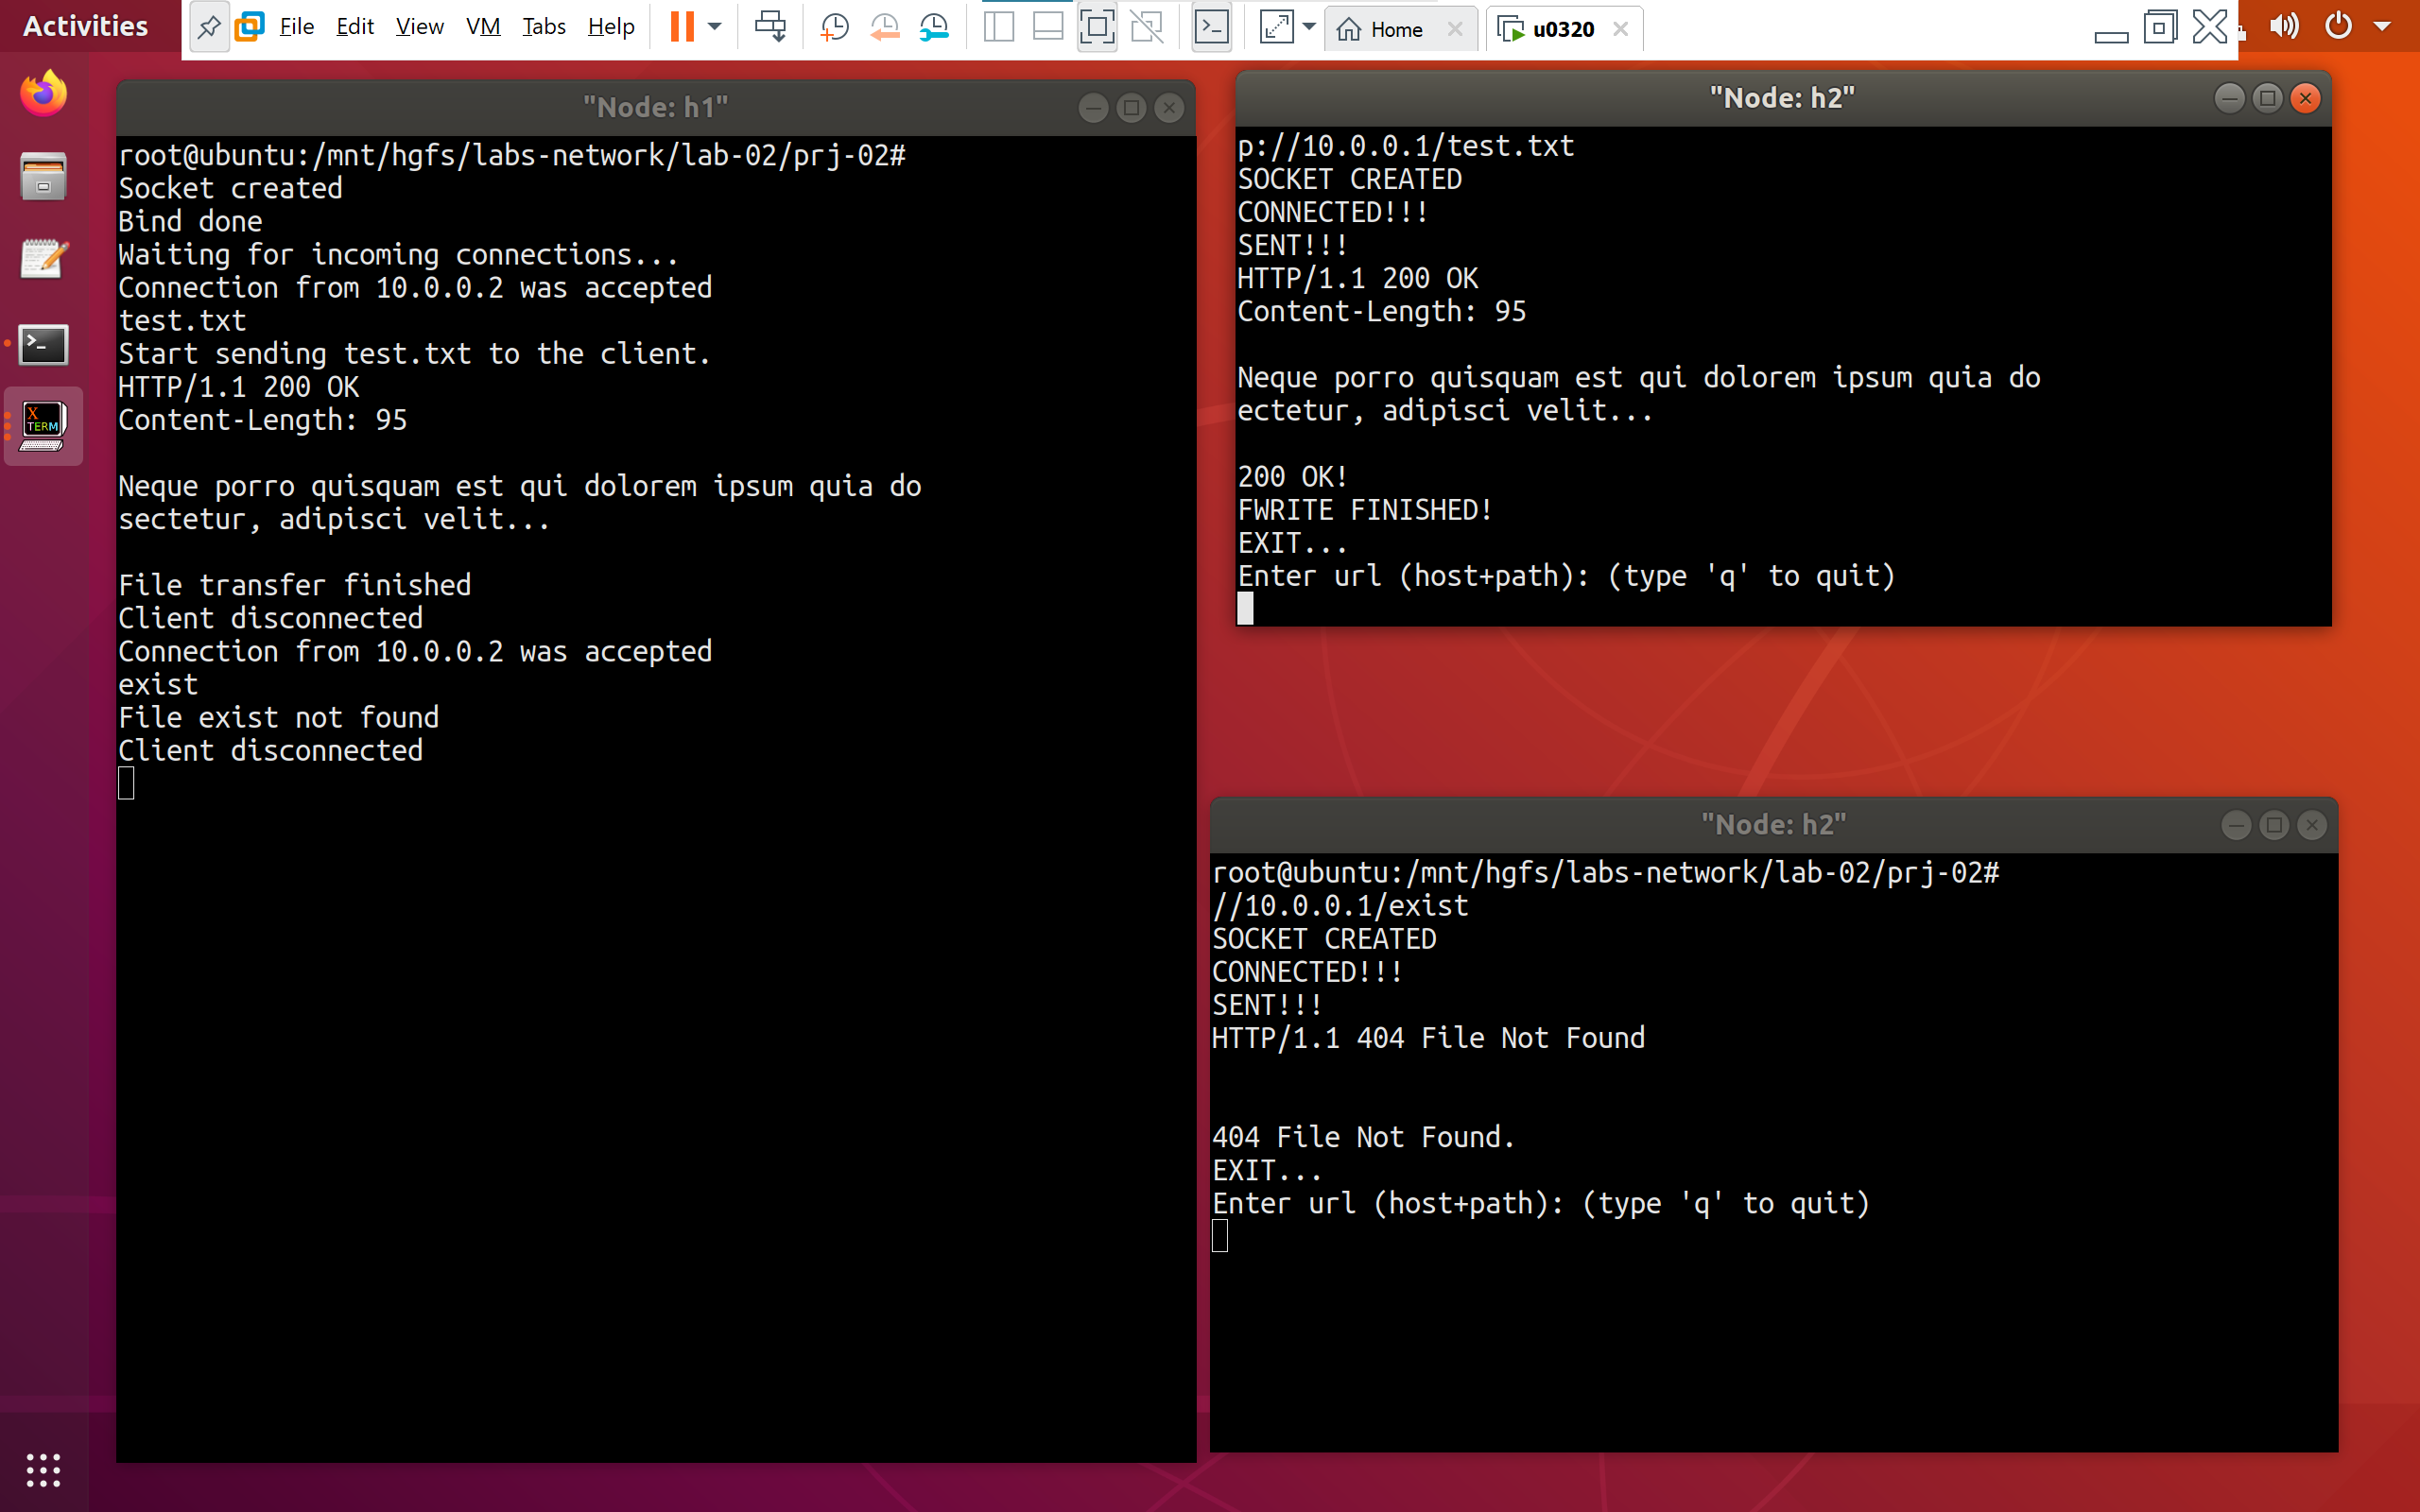 Activities
File Edit View VM Tabs Help
Home
u0320
"Node: h1"
root@ubuntu:/mnt/hgfs/labs-network/lab-02/prj-02#
Socket created
Bind done
Waiting for incoming connections...
Connection from 10.0.0.2 was accepted
test.txt
Start sending test.txt to the client.
HTTP/1.1 200 OK
Content-Length: 95
Neque porro quisquam est qui dolorem ipsum quia do
sectetur, adipisci velit...
File transfer finished
Client disconnected
Connection from 10.0.0.2 was accepted
exist
File exist not found
Client disconnected
"Node: h2"
p://10.0.0.1/test.txt
SOCKET CREATED
CONNECTED!!!
SENT!!!
HTTP/1.1 200 OK
Content-Length: 95
Neque porro quisquam est qui dolorem ipsum quia do
ectetur, adipisci velit...
200 OK!
FWRITE FINISHED!
EXIT...
Enter url (host+path): (type 'q' to quit)
"Node: h2"
root@ubuntu:/mnt/hgfs/labs-network/lab-02/prj-02#
//10.0.0.1/exist
SOCKET CREATED
CONNECTED!!!
SENT!!!
HTTP/1.1 404 File Not Found
404 File Not Found.
EXIT...
Enter url (host+path): (type 'q' to quit)
X
TERM